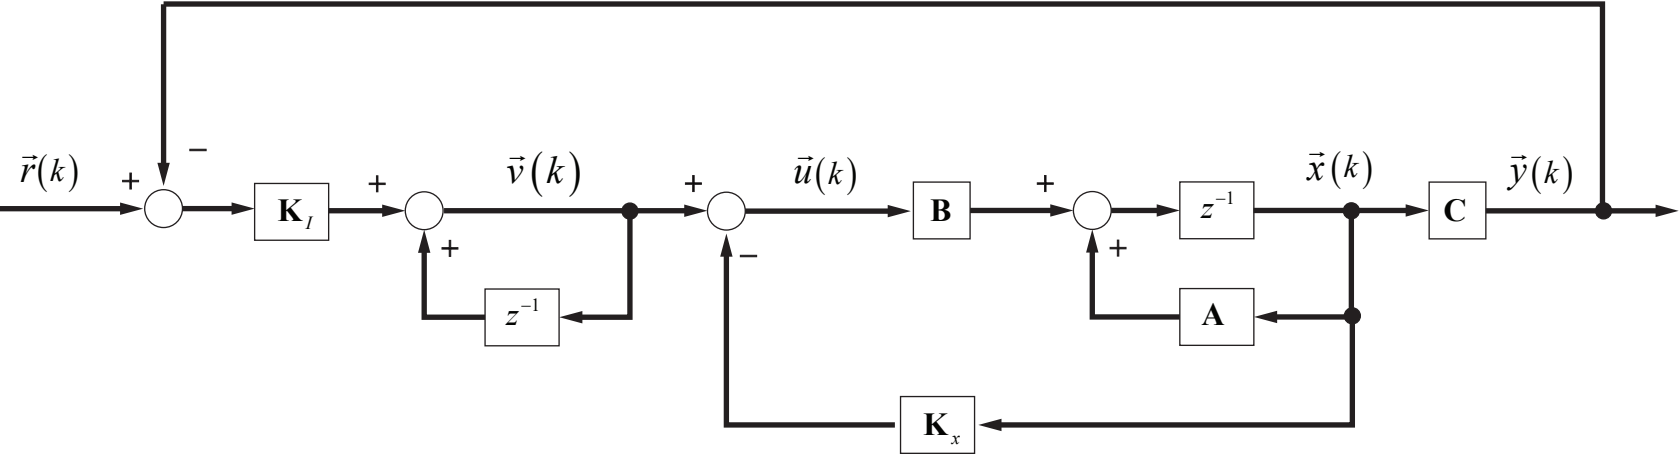 −
r⃗(k) + v⃗(k) u⃗(k) x⃗(k) y⃗(k)
K_I + + B + z⁻¹ C
+ − +
z⁻¹ A
K_x